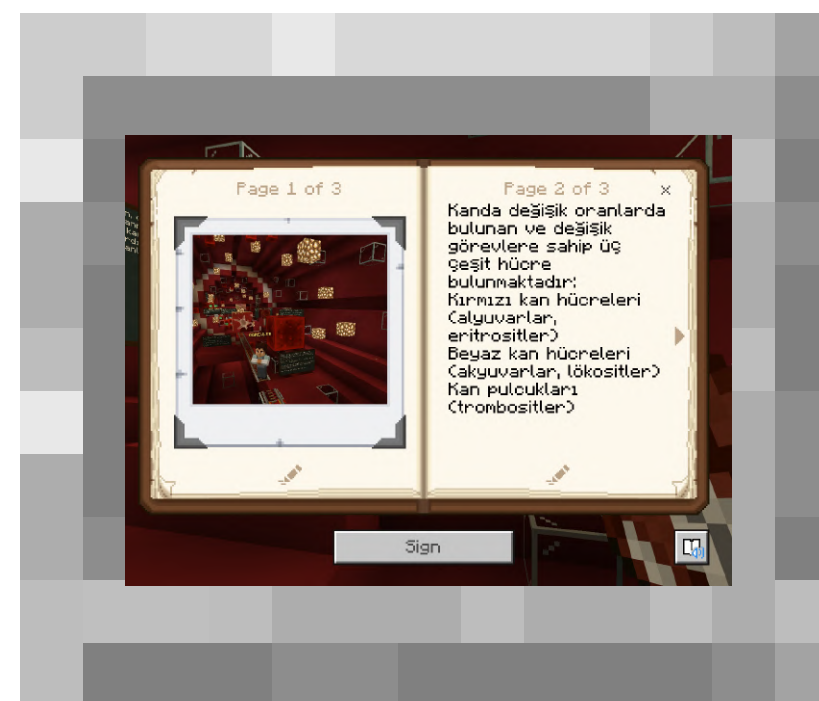 Page 1 of 3
Page 2 of 3
Kanda değişik oranlarda
bulunan ve değişik
görevlere sahip üç
çeşit hücre
bulunmaktadır:
Kırmızı kan hücreleri
(alyuvarlar,
eritrositler)
Beyaz kan hücreleri
(akyuvarlar, lökositler)
Kan pulcukları
(trombositler)
Sign